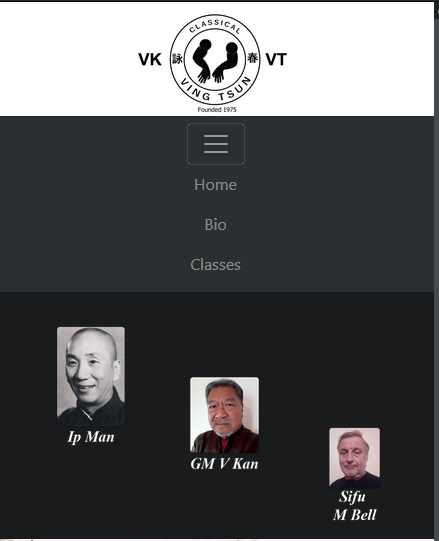 CLASSICAL
VK 詠 春 VT
VING TSUN
Founded 1975
Home
Bio
Classes
Ip Man
GM V Kan
Sifu
M Bell